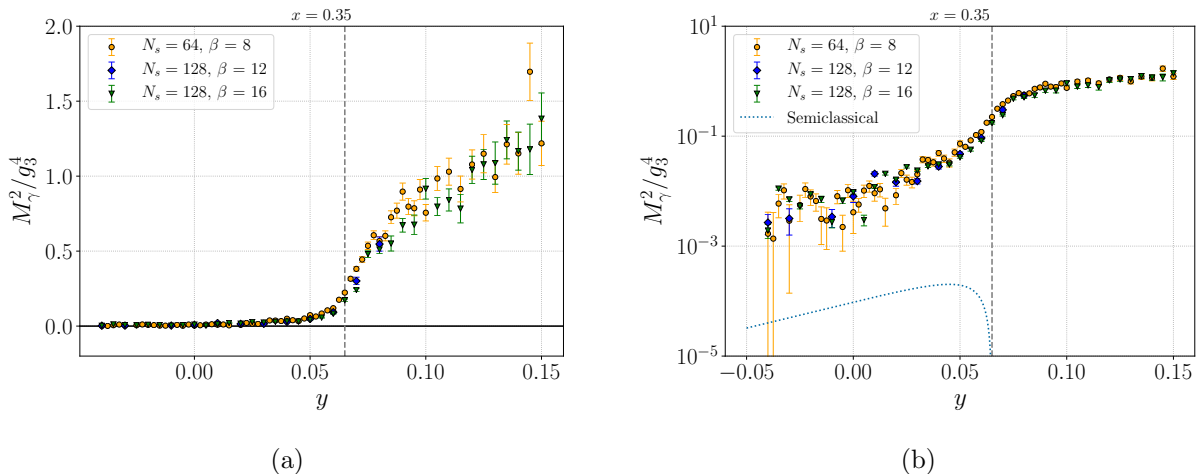 x = 0.35
N_s = 64, β = 8
N_s = 128, β = 12
N_s = 128, β = 16
M_γ^2/g_3^4
2.0
1.5
1.0
0.5
0.0
0.00
0.05
0.10
0.15
y
(a)
x = 0.35
N_s = 64, β = 8
N_s = 128, β = 12
N_s = 128, β = 16
Semiclassical
M_γ^2/g_3^4
10^1
10^{-1}
10^{-3}
10^{-5}
−0.05
0.00
0.05
0.10
0.15
y
(b)